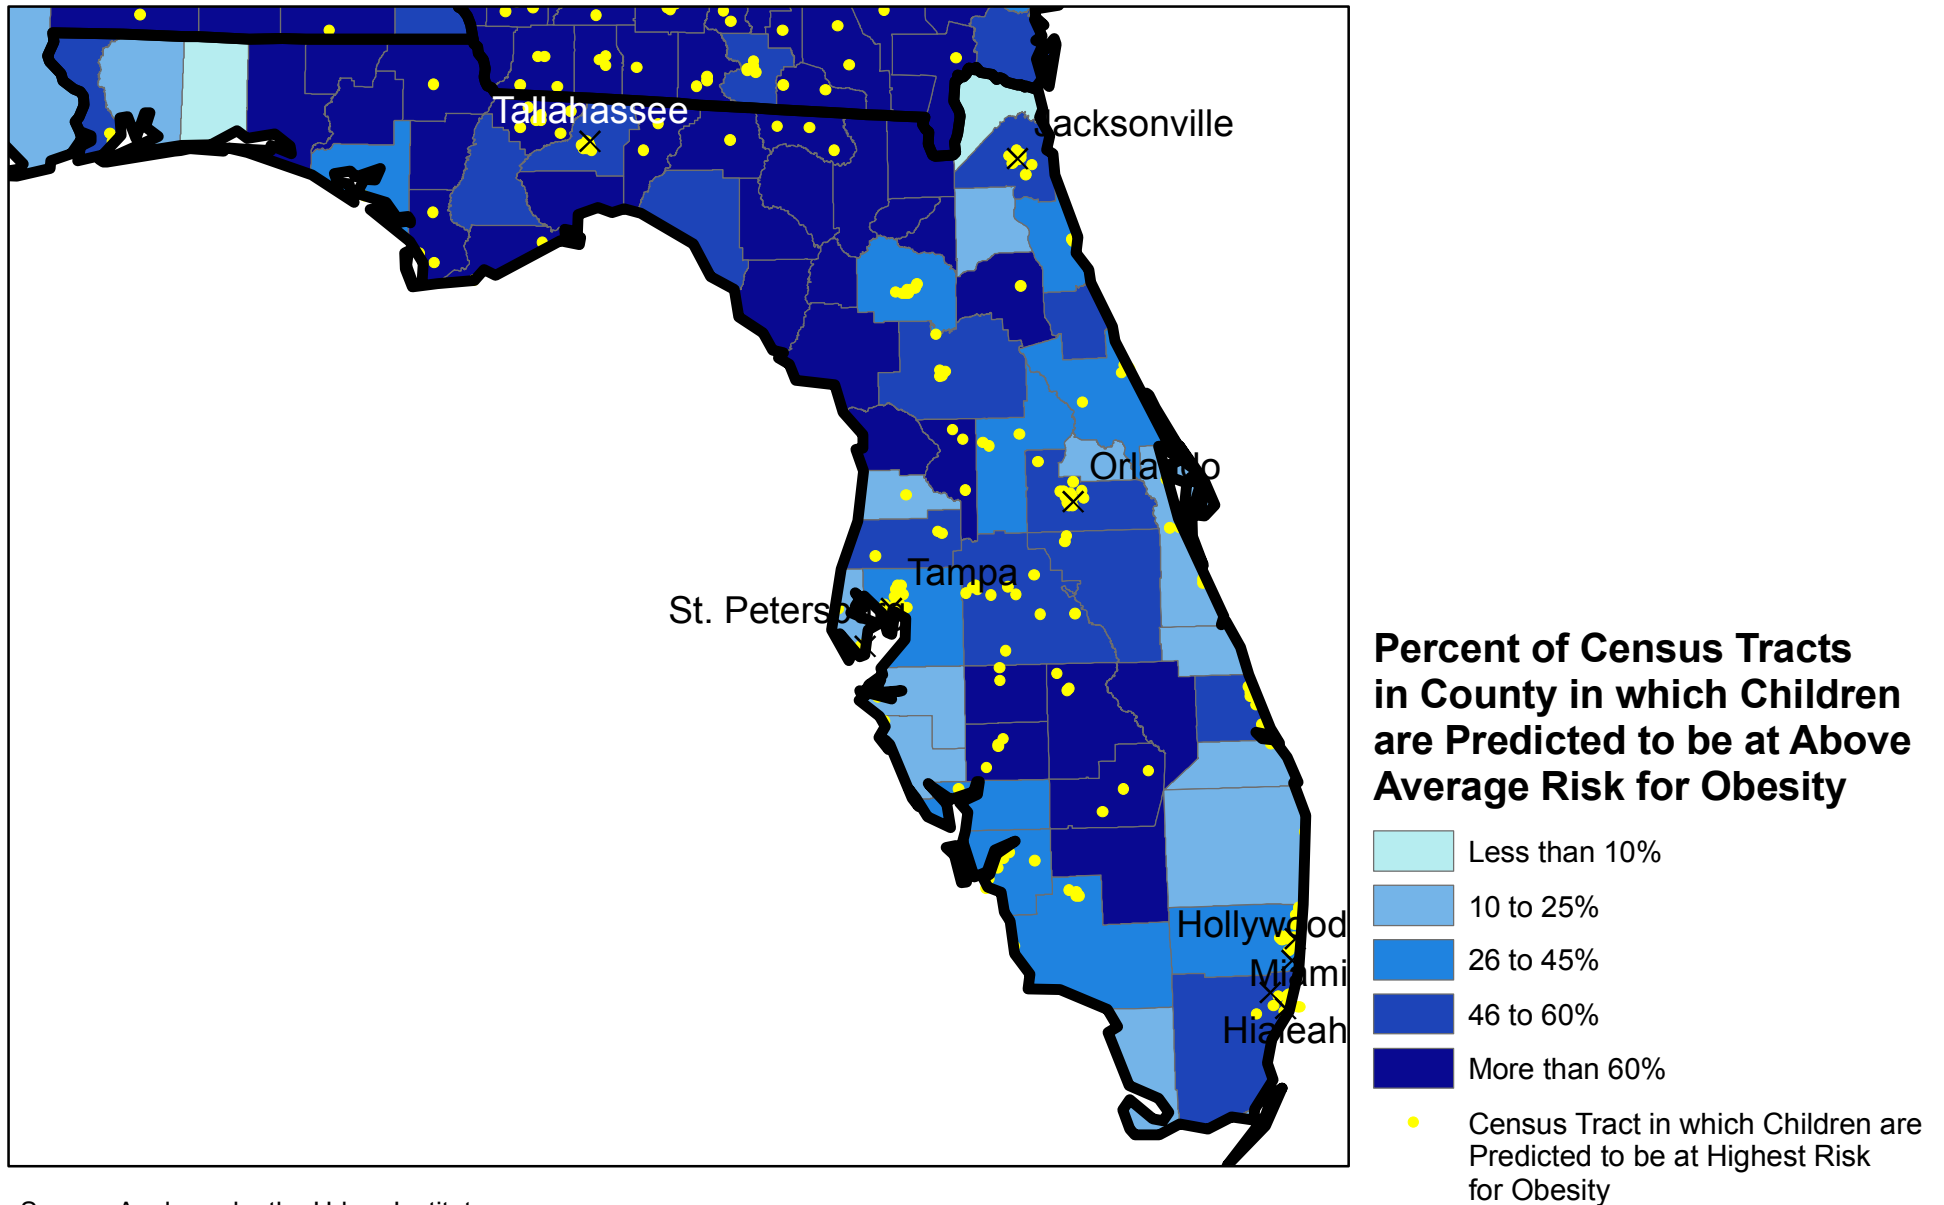 Tallahassee
Jacksonville
Orlando
Tampa
St. Petersburg
Hollywood
Miami
Hialeah
Percent of Census Tracts
in County in which Children
are Predicted to be at Above
Average Risk for Obesity
Less than 10%
10 to 25%
26 to 45%
46 to 60%
More than 60%
Census Tract in which Children are
Predicted to be at Highest Risk
for Obesity